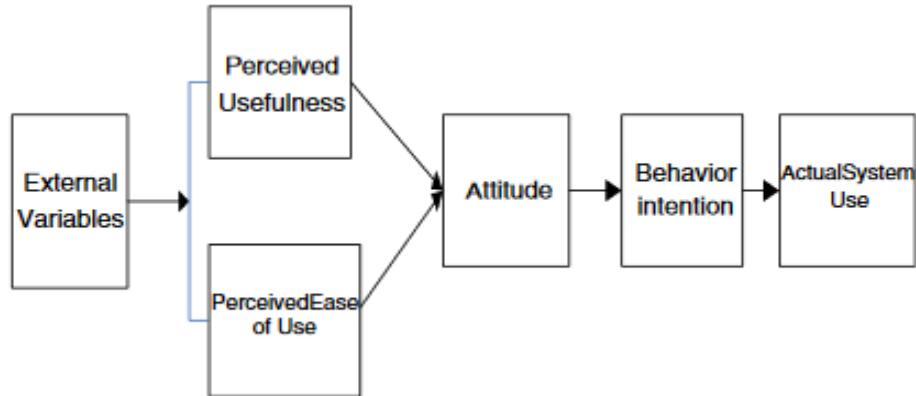 Perceived
Usefulness
External
Variables
PerceivedEase
of Use
Attitude
Behavior
intention
ActualSystem
Use